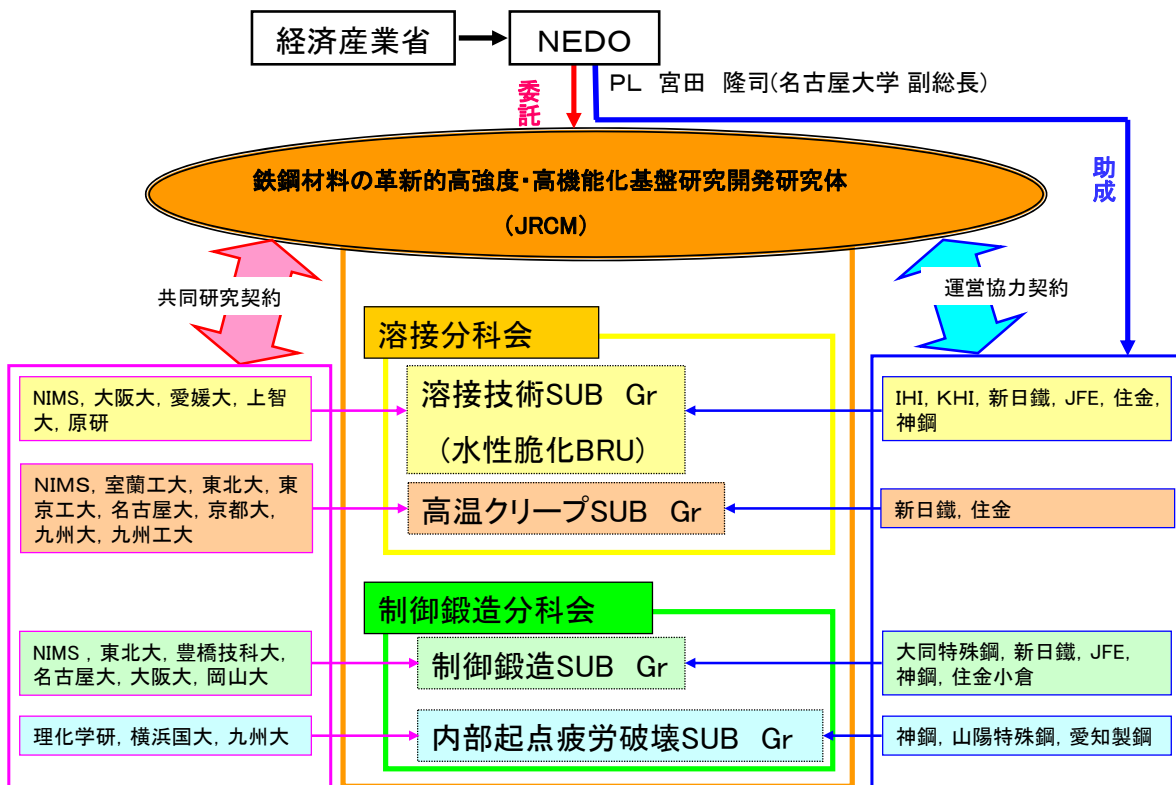 経済産業省
NEDO
委託
PL 宮田 隆司(名古屋大学 副総長)
助成
鉄鋼材料の革新的高強度・高機能化基盤研究開発研究体
(JRCM)
共同研究契約
運営協力契約
溶接分科会
NIMS, 大阪大, 愛媛大, 上智
大, 原研
溶接技術SUB Gr
(水性脆化BRU)
IHI, KHI, 新日鐵, JFE, 住金,
神鋼
NIMS, 室蘭工大, 東北大, 東
京工大, 名古屋大, 京都大,
九州大, 九州工大
高温クリープSUB Gr
新日鐵, 住金
制御鍛造分科会
NIMS , 東北大, 豊橋技科大,
名古屋大, 大阪大, 岡山大
制御鍛造SUB Gr
大同特殊鋼, 新日鐵, JFE,
神鋼, 住金小倉
理化学研, 横浜国大, 九州大
内部起点疲労破壊SUB Gr
神鋼, 山陽特殊鋼, 愛知製鋼